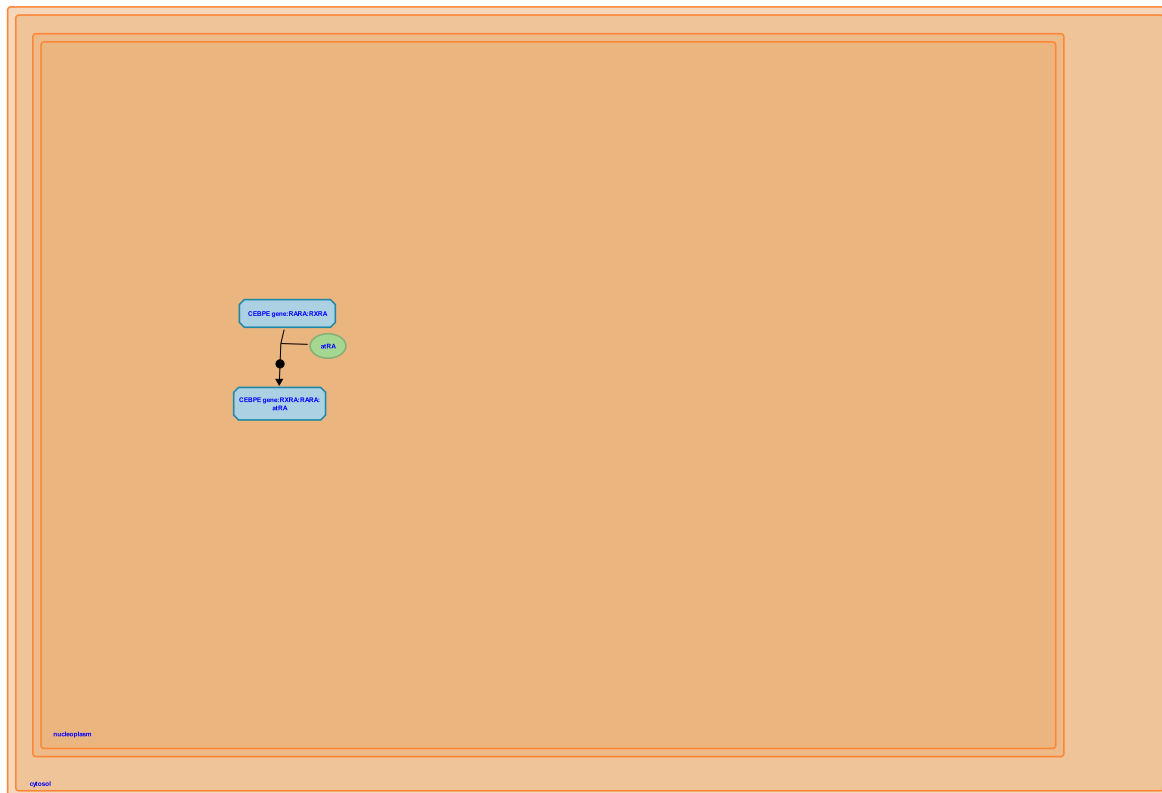 CEBPE gene:RARA:RXRA
atRA
CEBPE gene:RXRA:RARA:
atRA
nucleoplasm
cytosol